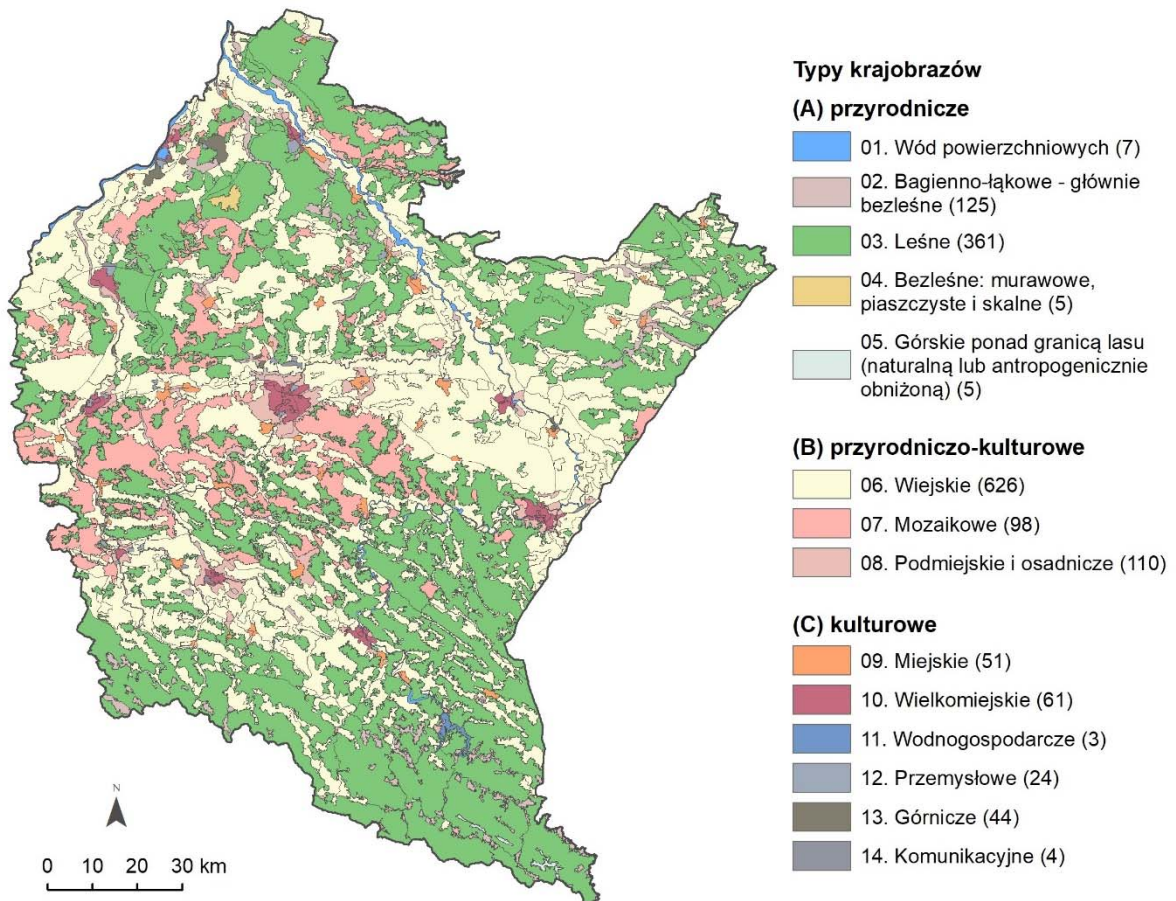 Typy krajobrazów
(A) przyrodnicze
01. Wód powierzchniowych (7)
02. Bagienno-łąkowe - głównie
bezleśne (125)
03. Leśne (361)
04. Bezleśne: murawowe,
piaszczyste i skalne (5)
05. Górskie ponad granicą lasu
(naturalną lub antropogenicznie
obniżoną) (5)
(B) przyrodniczo-kulturowe
06. Wiejskie (626)
07. Mozaikowe (98)
08. Podmiejskie i osadnicze (110)
(C) kulturowe
09. Miejskie (51)
10. Wielkomiejskie (61)
11. Wodnogospodarcze (3)
12. Przemysłowe (24)
13. Górnicze (44)
14. Komunikacyjne (4)
N
0 10 20 30 km